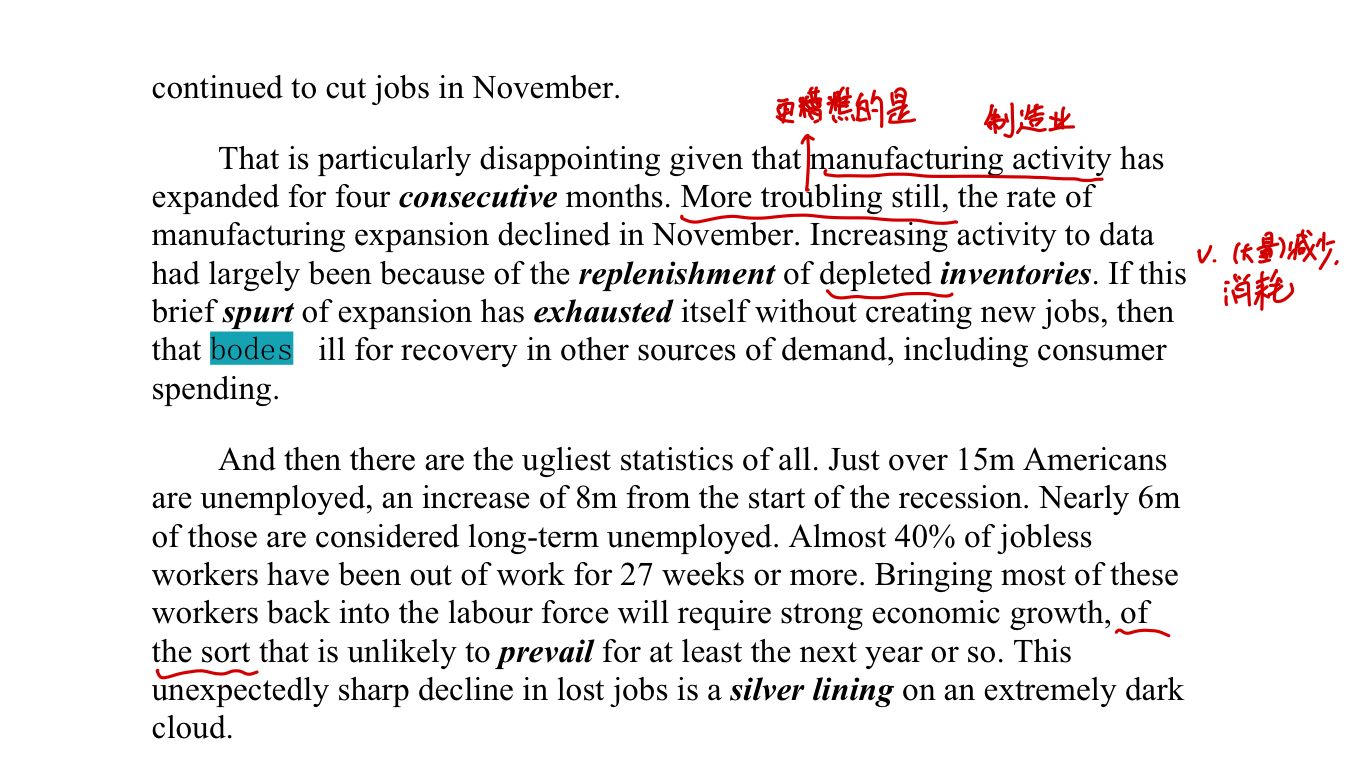 continued to cut jobs in November.
更糟糕的是
制造业
That is particularly disappointing given that manufacturing activity has
expanded for four consecutive months. More troubling still, the rate of
manufacturing expansion declined in November. Increasing activity to data
v. (大量)减少,
had largely been because of the replenishment of depleted inventories. If this
消耗
brief spurt of expansion has exhausted itself without creating new jobs, then
that bodes ill for recovery in other sources of demand, including consumer
spending.
And then there are the ugliest statistics of all. Just over 15m Americans
are unemployed, an increase of 8m from the start of the recession. Nearly 6m
of those are considered long-term unemployed. Almost 40% of jobless
workers have been out of work for 27 weeks or more. Bringing most of these
workers back into the labour force will require strong economic growth, of
the sort that is unlikely to prevail for at least the next year or so. This
unexpectedly sharp decline in lost jobs is a silver lining on an extremely dark
cloud.